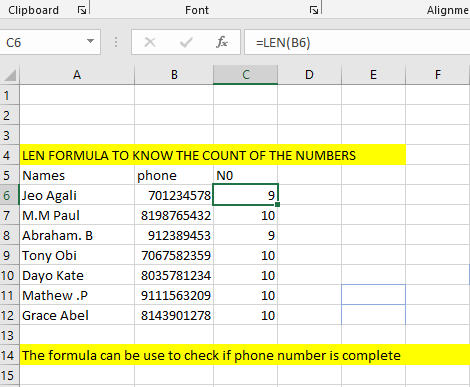 Clipboard Font Alignme
C6 fx =LEN(B6)
A B C D E F
1
2
3
4 LEN FORMULA TO KNOW THE COUNT OF THE NUMBERS
5 Names phone N0
6 Jeo Agali 701234578 9
7 M.M Paul 8198765432 10
8 Abraham. B 912389453 9
9 Tony Obi 7067582359 10
10 Dayo Kate 8035781234 10
11 Mathew .P 9111563209 10
12 Grace Abel 8143901278 10
13
14 The formula can be use to check if phone number is complete
15